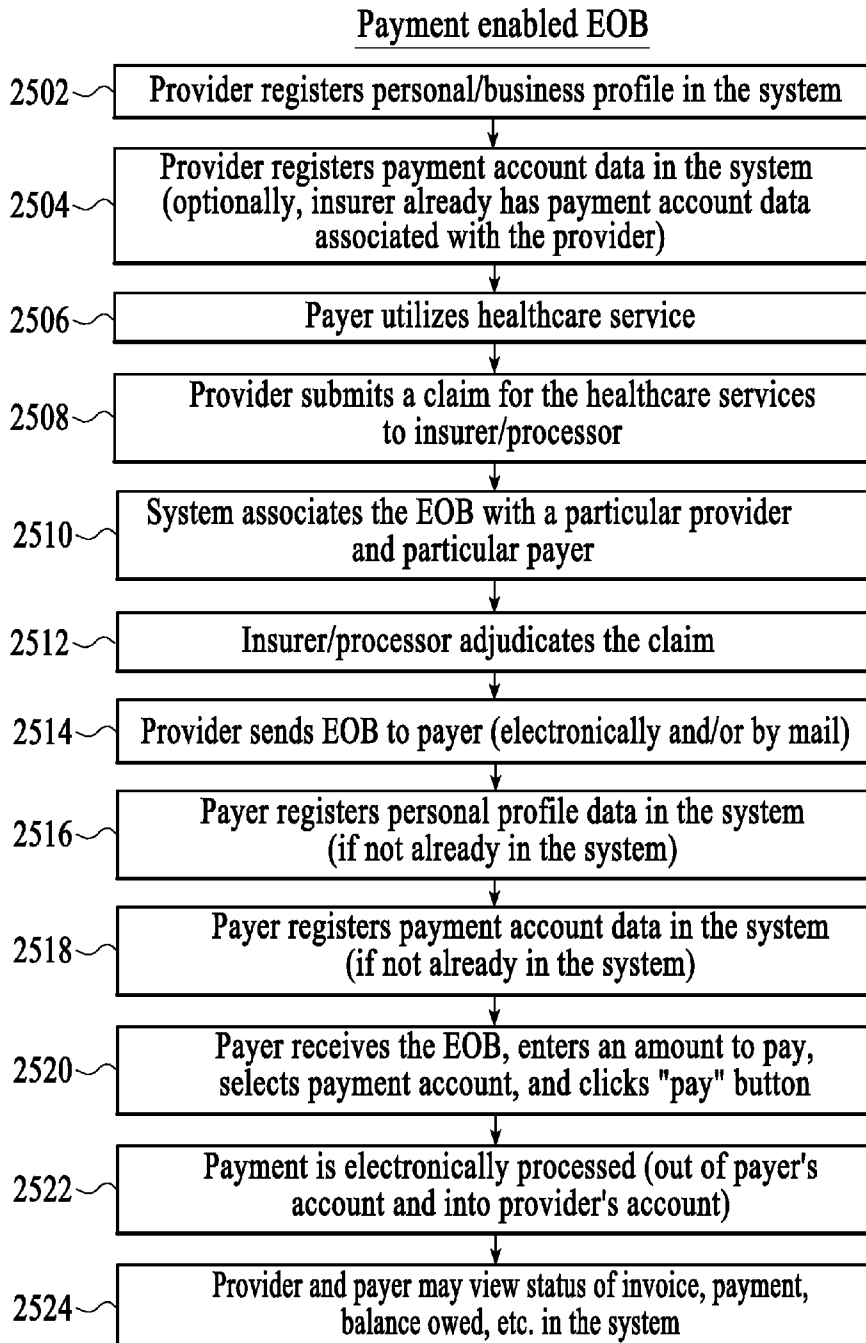 Payment enabled EOB
2502
Provider registers personal/business profile in the system
2504
Provider registers payment account data in the system
(optionally, insurer already has payment account data
associated with the provider)
2506
Payer utilizes healthcare service
2508
Provider submits a claim for the healthcare services
to insurer/processor
2510
System associates the EOB with a particular provider
and particular payer
2512
Insurer/processor adjudicates the claim
2514
Provider sends EOB to payer (electronically and/or by mail)
2516
Payer registers personal profile data in the system
(if not already in the system)
2518
Payer registers payment account data in the system
(if not already in the system)
2520
Payer receives the EOB, enters an amount to pay,
selects payment account, and clicks "pay" button
2522
Payment is electronically processed (out of payer's
account and into provider's account)
2524
Provider and payer may view status of invoice, payment,
balance owed, etc. in the system